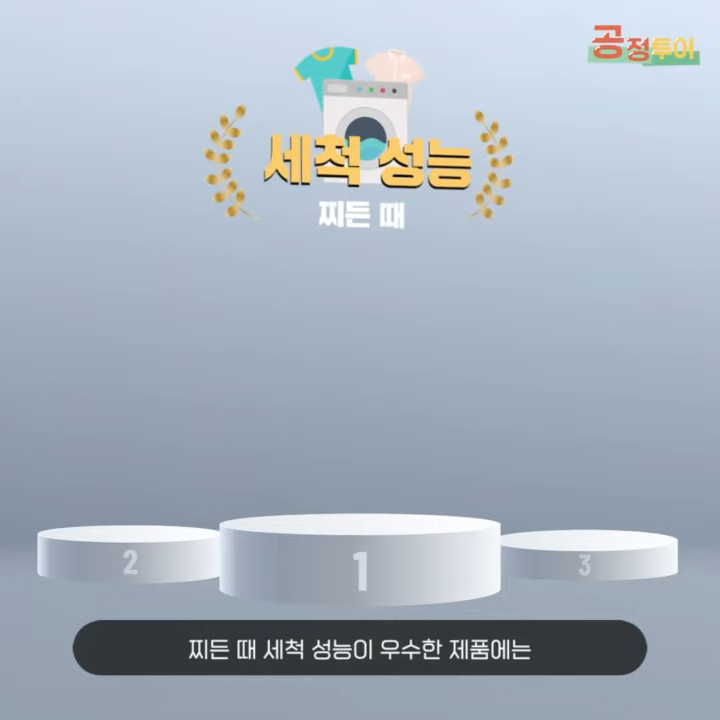 공정투이
세척 성능
찌든 때
2
1
3
찌든 때 세척 성능이 우수한 제품에는